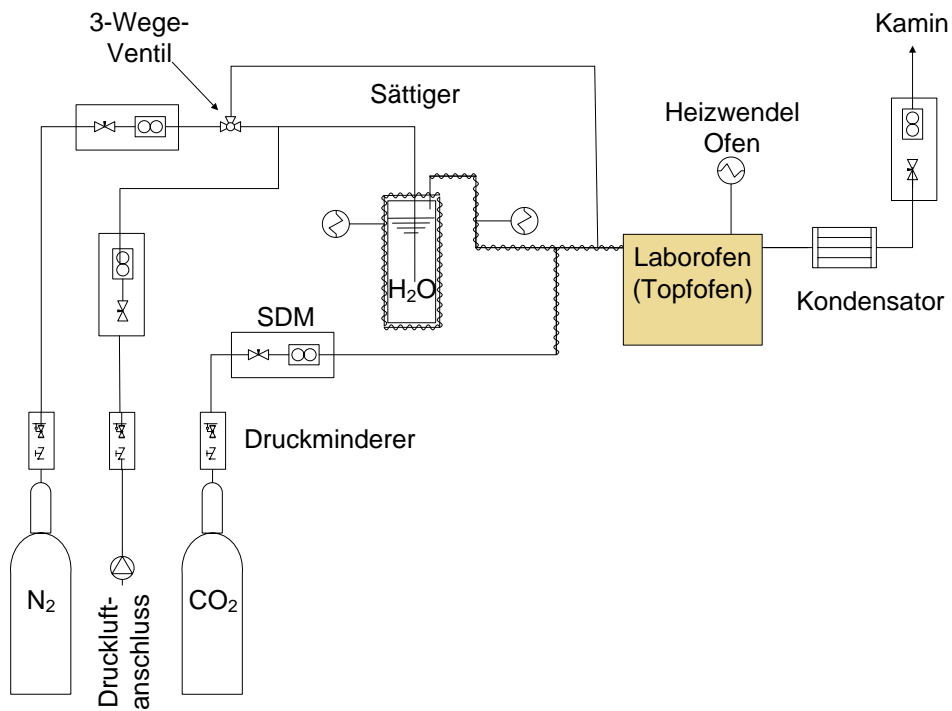 3-Wege-
Ventil
Sättiger
Kamin
Heizwendel
Ofen
Laborofen
(Topfofen)
Kondensator
H₂O
SDM
Druckminderer
N₂
Druckluft-
anschluss
CO₂